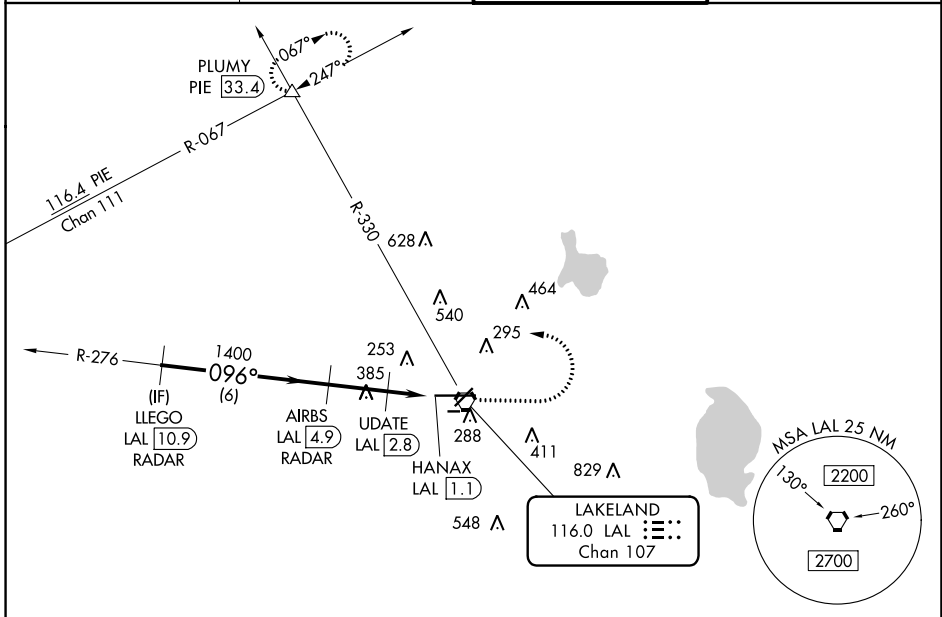 067°
247°
PLUMY
PIE 33.4
R-067
116.4 PIE
Chan 111
R-330
628
464
540
295
R-276
1400
096°
(6)
253
385
(IF)
LLEGO
LAL 10.9
RADAR
AIRBS
LAL 4.9
RADAR
UDATE
LAL 2.8
288
HANAX
LAL 1.1
411
829
548
LAKELAND
116.0 LAL
Chan 107
MSA LAL 25 NM
130°
2200
260°
2700